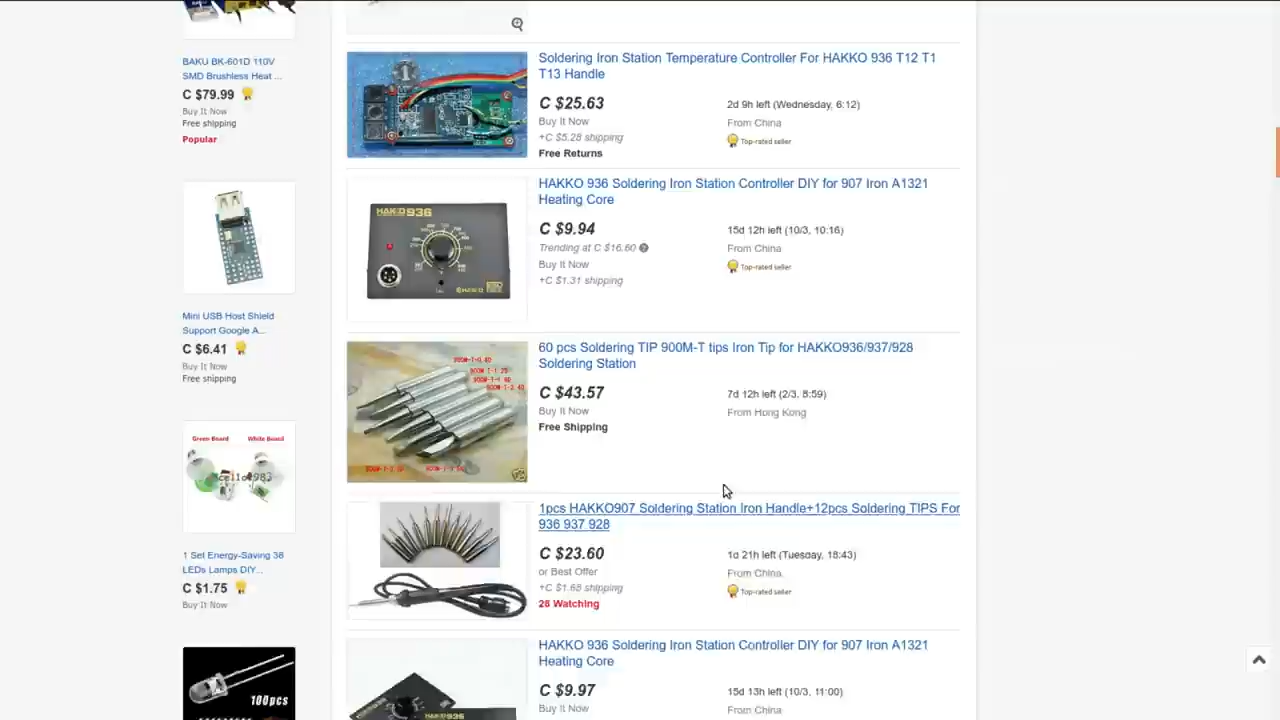 BAKU BK-601D 110V
SMD Brushless Heat ...
C $79.99
Buy It Now
Free shipping
Popular
Mini USB Host Shield
Support Google A...
C $6.41
Buy It Now
Free shipping
Green Board White Board
1 Set Energy-Saving 38
LEDs Lamps DIY...
C $1.75
Buy It Now
100pcs
Soldering Iron Station Temperature Controller For HAKKO 936 T12 T1
T13 Handle
C $25.63
Buy It Now
+C $5.28 shipping
Free Returns
2d 9h left (Wednesday, 6:12)
From China
Top-rated seller
HAKKO 936 Soldering Iron Station Controller DIY for 907 Iron A1321
Heating Core
C $9.94
Trending at C $16.60
Buy It Now
+C $1.31 shipping
15d 12h left (10/3, 10:16)
From China
Top-rated seller
936
60 pcs Soldering TIP 900M-T tips Iron Tip for HAKKO936/937/928
Soldering Station
C $43.57
Buy It Now
Free Shipping
7d 12h left (2/3, 8:59)
From Hong Kong
1pcs HAKKO907 Soldering Station Iron Handle+12pcs Soldering TIPS For
936 937 928
C $23.60
or Best Offer
+C $1.68 shipping
28 Watching
1d 21h left (Tuesday, 18:43)
From China
Top-rated seller
HAKKO 936 Soldering Iron Station Controller DIY for 907 Iron A1321
Heating Core
C $9.97
Buy It Now
15d 13h left (10/3, 11:00)
From China